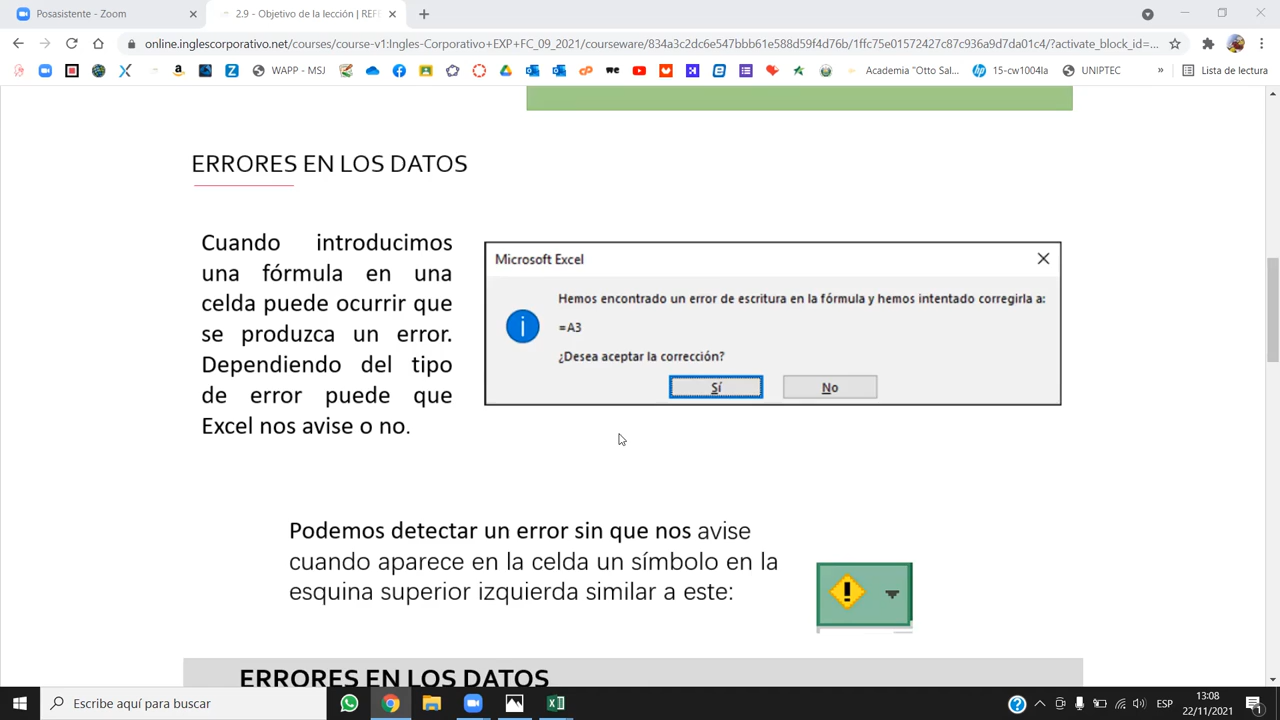 Posasistente - Zoom
2.9 - Objetivo de la lección | REFE
online.inglescorporativo.net/courses/course-v1:Ingles-Corporativo+EXP+FC_09_2021/courseware/834a3c2dc6e547bbb61e588d59f4d76b/1ffc75e01572427c87c936a9d7da01c4/?activate_block_id=...
WAPP - MSJ
Academia "Otto Sal...
15-cw1004la
UNIPTEC
»
Lista de lectura
ERRORES EN LOS DATOS
Cuando introducimos
una fórmula en una
celda puede ocurrir que
se produzca un error.
Dependiendo del tipo
de error puede que
Excel nos avise o no.
Microsoft Excel
Hemos encontrado un error de escritura en la fórmula y hemos intentado corregirla a:
=A3
¿Desea aceptar la corrección?
Sí
No
Podemos detectar un error sin que nos avise
cuando aparece en la celda un símbolo en la
esquina superior izquierda similar a este:
ERRORES EN LOS DATOS
Escribe aquí para buscar
ESP
13:08
22/11/2021